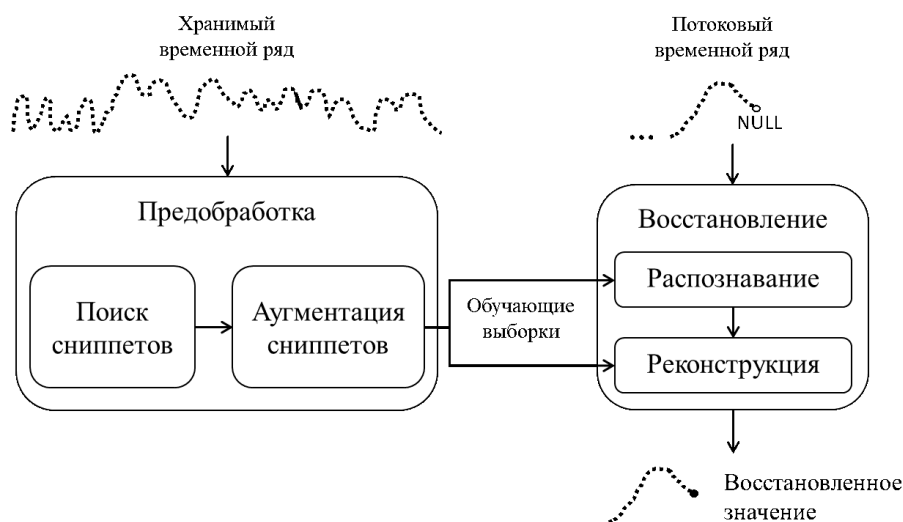 Хранимый
временной ряд
Потоковый
временной ряд
NULL
Предобработка
Восстановление
Поиск
сниппетов
Аугментация
сниппетов
Обучающие
выборки
Распознавание
Реконструкция
Восстановленное
значение